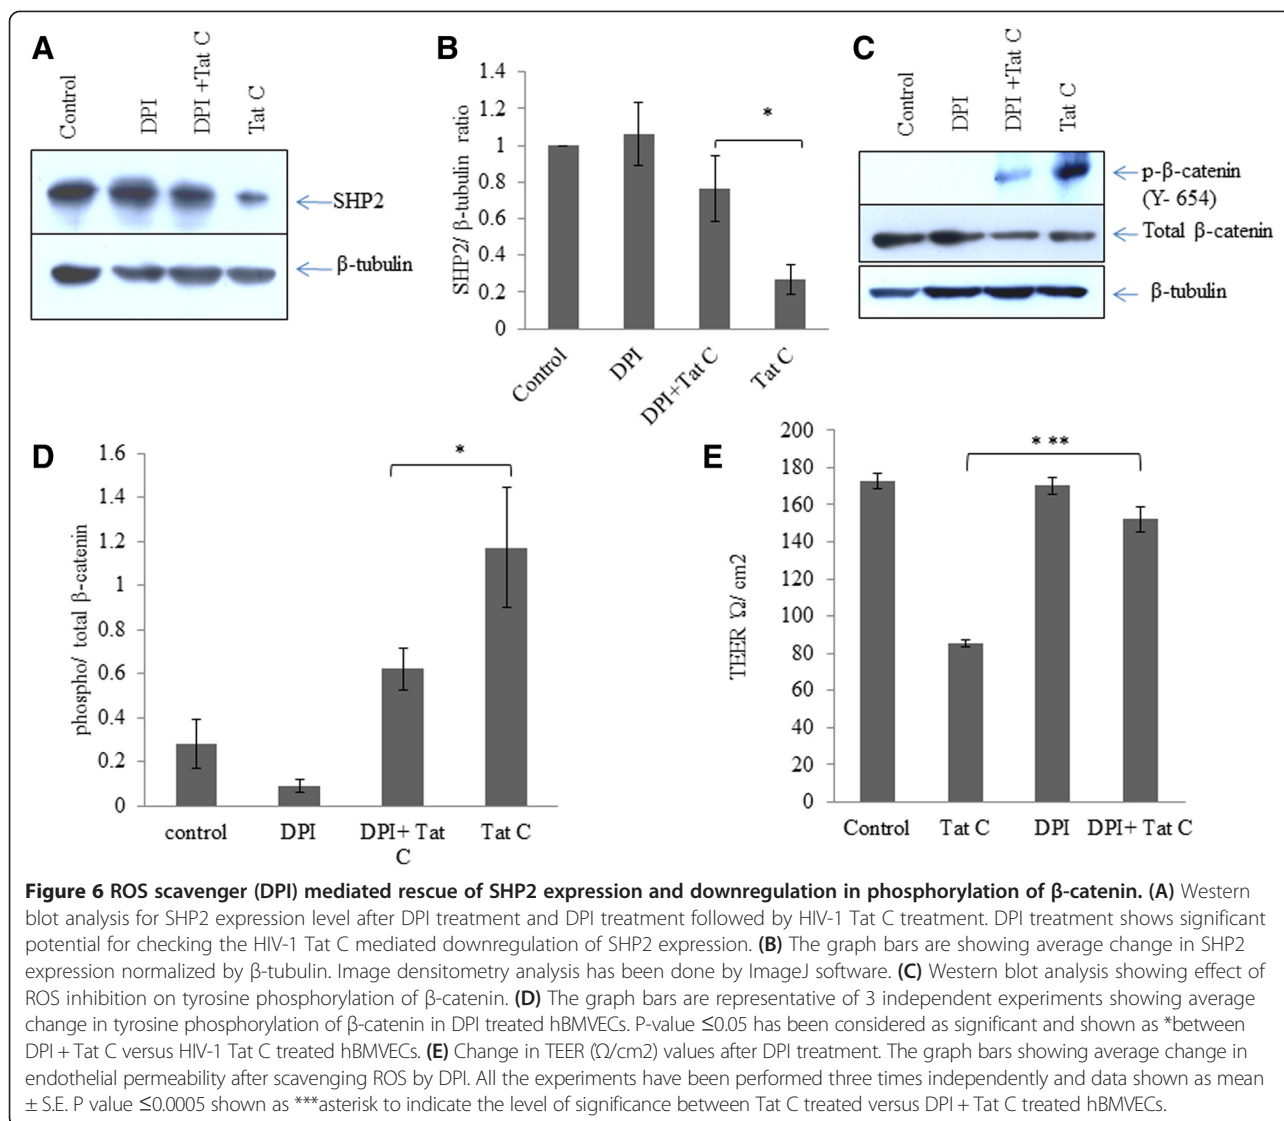 A
Control
DPI
DPI +Tat C
Tat C
SHP2
β-tubulin
B
SHP2/ β-tubulin ratio
1.4
1.2
1
0.8
0.6
0.4
0.2
0
*
Control
DPI
DPI+Tat C
Tat C
C
Control
DPI
DPI +Tat C
Tat C
p-β-catenin
(Y- 654)
Total β-catenin
β-tubulin
D
phospho/ total β-catenin
1.6
1.4
1.2
1
0.8
0.6
0.4
0.2
0
*
control
DPI
DPI+ Tat
C
Tat C
E
TEER Ώ/ cm2
200
180
160
140
120
100
80
60
40
20
0
* **
Control
Tat C
DPI
DPI+ Tat C
Figure 6 ROS scavenger (DPI) mediated rescue of SHP2 expression and downregulation in phosphorylation of β-catenin. (A) Western
blot analysis for SHP2 expression level after DPI treatment and DPI treatment followed by HIV-1 Tat C treatment. DPI treatment shows significant
potential for checking the HIV-1 Tat C mediated downregulation of SHP2 expression. (B) The graph bars are showing average change in SHP2
expression normalized by β-tubulin. Image densitometry analysis has been done by ImageJ software. (C) Western blot analysis showing effect of
ROS inhibition on tyrosine phosphorylation of β-catenin. (D) The graph bars are representative of 3 independent experiments showing average
change in tyrosine phosphorylation of β-catenin in DPI treated hBMVECs. P-value ≤0.05 has been considered as significant and shown as *between
DPI + Tat C versus HIV-1 Tat C treated hBMVECs. (E) Change in TEER (Ώ/cm2) values after DPI treatment. The graph bars showing average change in
endothelial permeability after scavenging ROS by DPI. All the experiments have been performed three times independently and data shown as mean
± S.E. P value ≤0.0005 shown as ***asterisk to indicate the level of significance between Tat C treated versus DPI + Tat C treated hBMVECs.